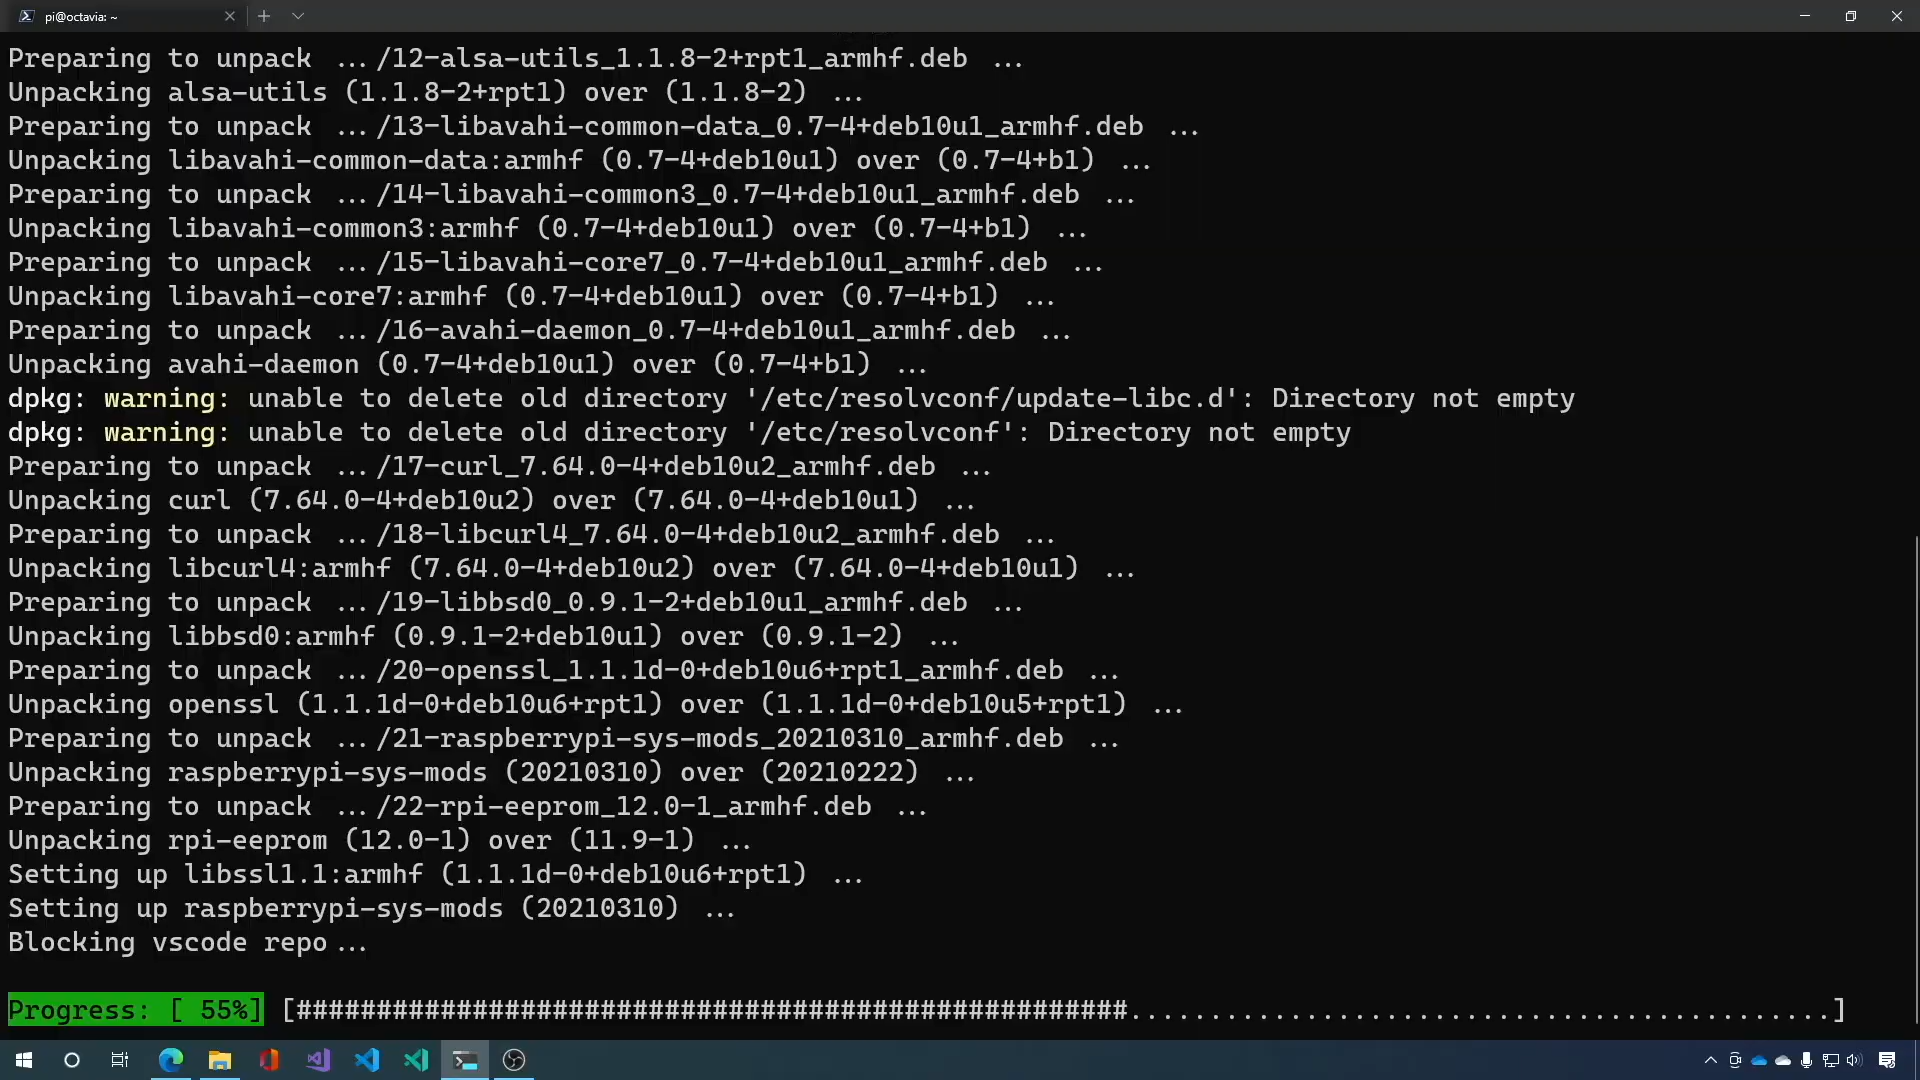 pi@octavia: ~
Preparing to unpack .../12-alsa-utils_1.1.8-2+rpt1_armhf.deb ...
Unpacking alsa-utils (1.1.8-2+rpt1) over (1.1.8-2) ...
Preparing to unpack .../13-libavahi-common-data_0.7-4+deb10u1_armhf.deb ...
Unpacking libavahi-common-data:armhf (0.7-4+deb10u1) over (0.7-4+b1) ...
Preparing to unpack .../14-libavahi-common3_0.7-4+deb10u1_armhf.deb ...
Unpacking libavahi-common3:armhf (0.7-4+deb10u1) over (0.7-4+b1) ...
Preparing to unpack .../15-libavahi-core7_0.7-4+deb10u1_armhf.deb ...
Unpacking libavahi-core7:armhf (0.7-4+deb10u1) over (0.7-4+b1) ...
Preparing to unpack .../16-avahi-daemon_0.7-4+deb10u1_armhf.deb ...
Unpacking avahi-daemon (0.7-4+deb10u1) over (0.7-4+b1) ...
dpkg: warning: unable to delete old directory '/etc/resolvconf/update-libc.d': Directory not empty
dpkg: warning: unable to delete old directory '/etc/resolvconf': Directory not empty
Preparing to unpack .../17-curl_7.64.0-4+deb10u2_armhf.deb ...
Unpacking curl (7.64.0-4+deb10u2) over (7.64.0-4+deb10u1) ...
Preparing to unpack .../18-libcurl4_7.64.0-4+deb10u2_armhf.deb ...
Unpacking libcurl4:armhf (7.64.0-4+deb10u2) over (7.64.0-4+deb10u1) ...
Preparing to unpack .../19-libbsd0_0.9.1-2+deb10u1_armhf.deb ...
Unpacking libbsd0:armhf (0.9.1-2+deb10u1) over (0.9.1-2) ...
Preparing to unpack .../20-openssl_1.1.1d-0+deb10u6+rpt1_armhf.deb ...
Unpacking openssl (1.1.1d-0+deb10u6+rpt1) over (1.1.1d-0+deb10u5+rpt1) ...
Preparing to unpack .../21-raspberrypi-sys-mods_20210310_armhf.deb ...
Unpacking raspberrypi-sys-mods (20210310) over (20210222) ...
Preparing to unpack .../22-rpi-eeprom_12.0-1_armhf.deb ...
Unpacking rpi-eeprom (12.0-1) over (11.9-1) ...
Setting up libssl1.1:armhf (1.1.1d-0+deb10u6+rpt1) ...
Setting up raspberrypi-sys-mods (20210310) ...
Blocking vscode repo...
Progress: [ 55%] [####################################################............................................]